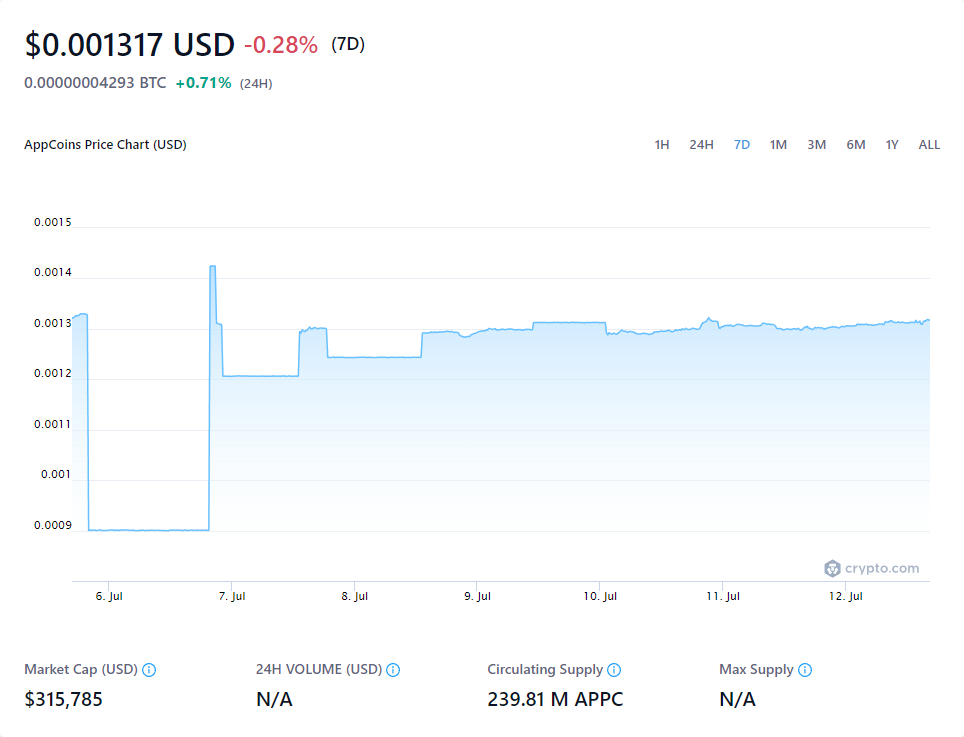 $0.001317 USD -0.28% (7D)
0.00000004293 BTC +0.71% (24H)
AppCoins Price Chart (USD) 1H 24H 7D 1M 3M 6M 1Y ALL
0.0015
0.0014
0.0013
0.0012
0.0011
0.001
0.0009
crypto.com
6. Jul 7. Jul 8. Jul 9. Jul 10. Jul 11. Jul 12. Jul
Market Cap (USD) 24H VOLUME (USD) Circulating Supply Max Supply
$315,785 N/A 239.81 M APPC N/A